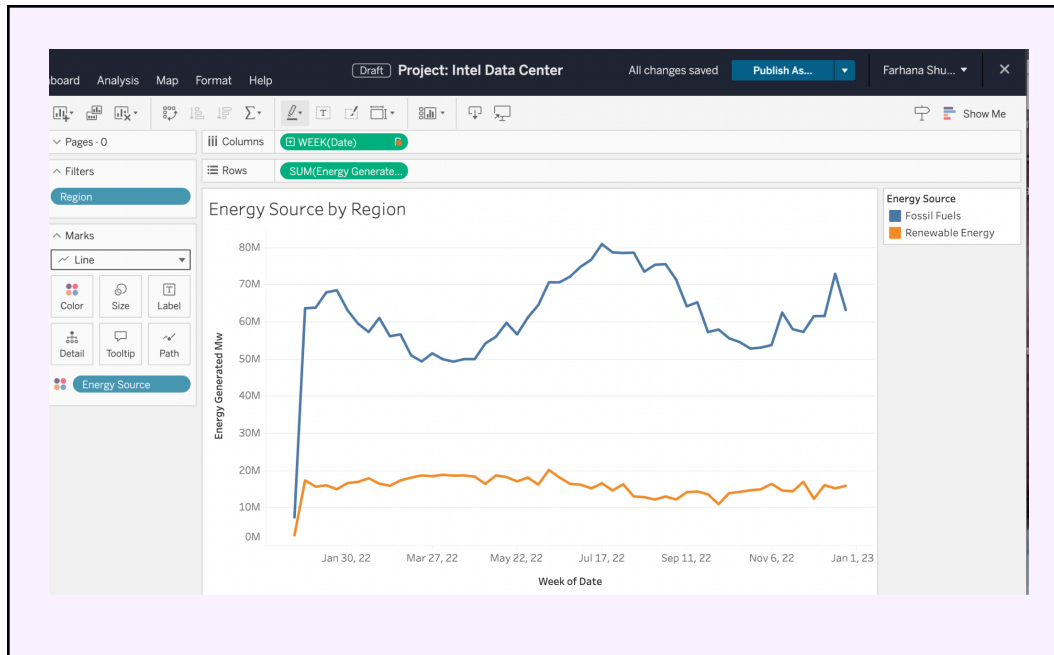 board Analysis Map Format Help
Draft Project: Intel Data Center
All changes saved
Publish As...
Farhana Shu...
Show Me
Pages · 0
Columns
WEEK(Date)
Rows
SUM(Energy Generate...
Filters
Region
Marks
Line
Color Size Label
Detail Tooltip Path
Energy Source
Energy Source by Region
Energy Generated Mw
80M
70M
60M
50M
40M
30M
20M
10M
0M
Jan 30, 22 Mar 27, 22 May 22, 22 Jul 17, 22 Sep 11, 22 Nov 6, 22 Jan 1, 23
Week of Date
Energy Source
Fossil Fuels
Renewable Energy